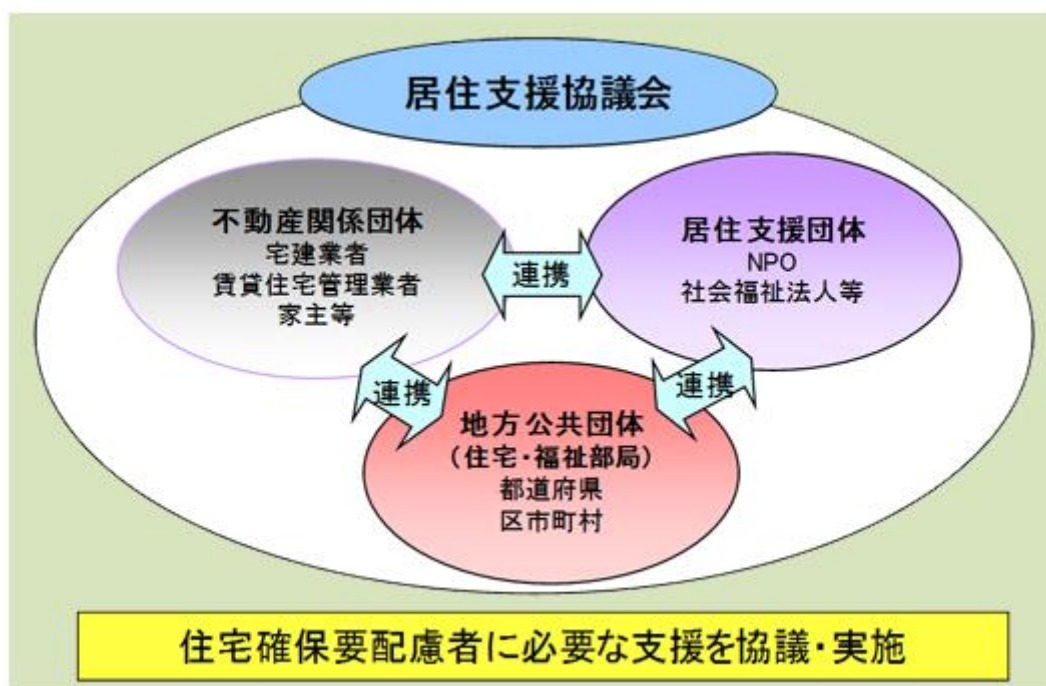 居住支援協議会
不動産関係団体
宅建業者
賃貸住宅管理業者
家主等
連携
居住支援団体
NPO
社会福祉法人等
連携
連携
地方公共団体
（住宅・福祉部局）
都道府県
区市町村
住宅確保要配慮者に必要な支援を協議・実施